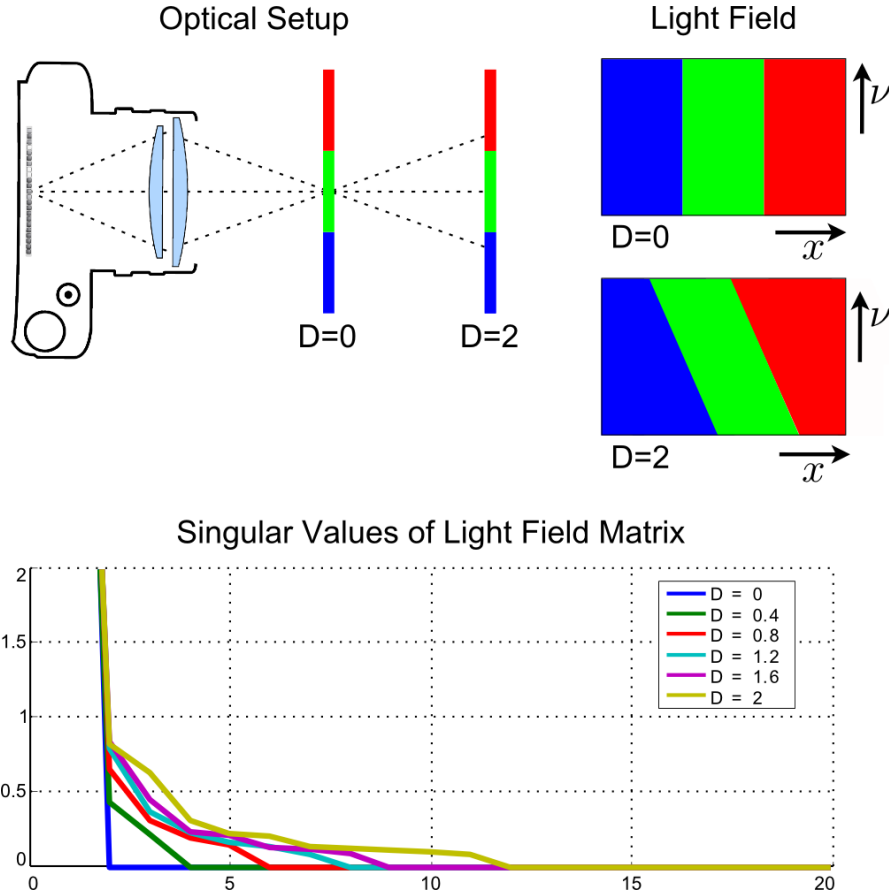 Optical Setup
Light Field
ν
D=0
D=2
D=0
x
ν
D=2
x
Singular Values of Light Field Matrix
2
1.5
1
0.5
0
D = 0
D = 0.4
D = 0.8
D = 1.2
D = 1.6
D = 2
0 5 10 15 20